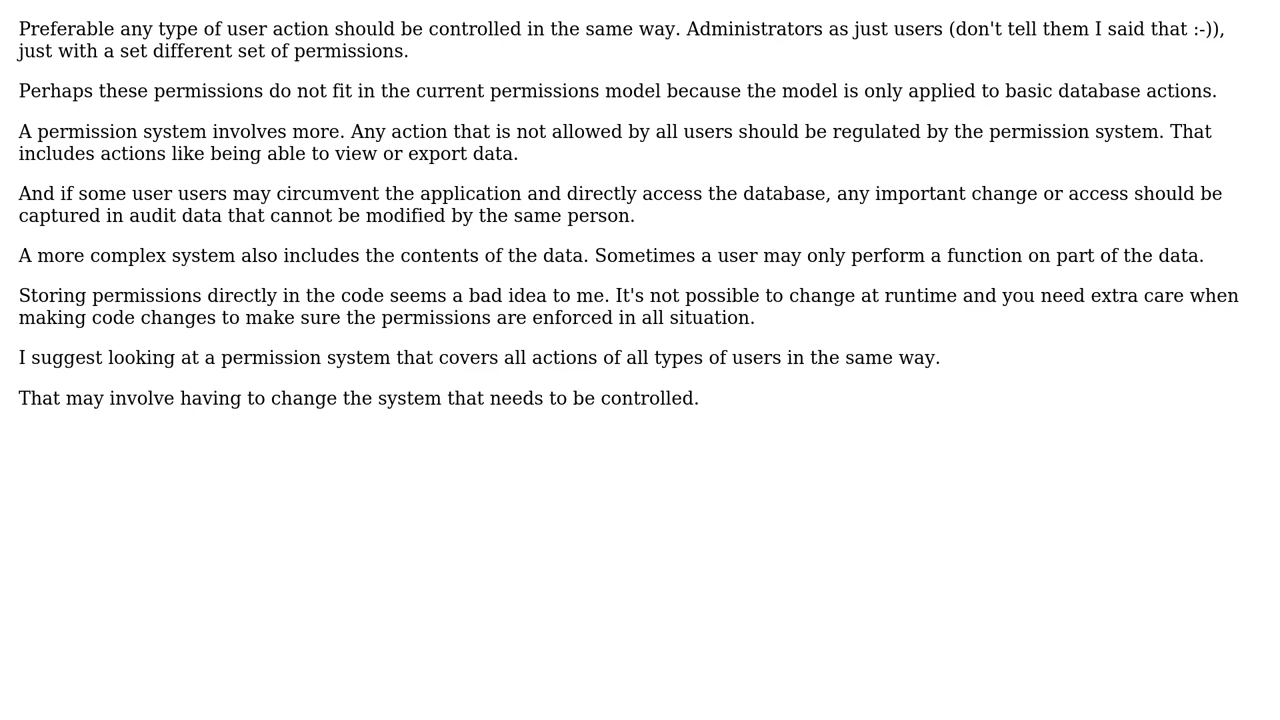 Preferable any type of user action should be controlled in the same way. Administrators as just users (don't tell them I said that :-)),
just with a set different set of permissions.
Perhaps these permissions do not fit in the current permissions model because the model is only applied to basic database actions.
A permission system involves more. Any action that is not allowed by all users should be regulated by the permission system. That
includes actions like being able to view or export data.
And if some user users may circumvent the application and directly access the database, any important change or access should be
captured in audit data that cannot be modified by the same person.
A more complex system also includes the contents of the data. Sometimes a user may only perform a function on part of the data.
Storing permissions directly in the code seems a bad idea to me. It's not possible to change at runtime and you need extra care when
making code changes to make sure the permissions are enforced in all situation.
I suggest looking at a permission system that covers all actions of all types of users in the same way.
That may involve having to change the system that needs to be controlled.